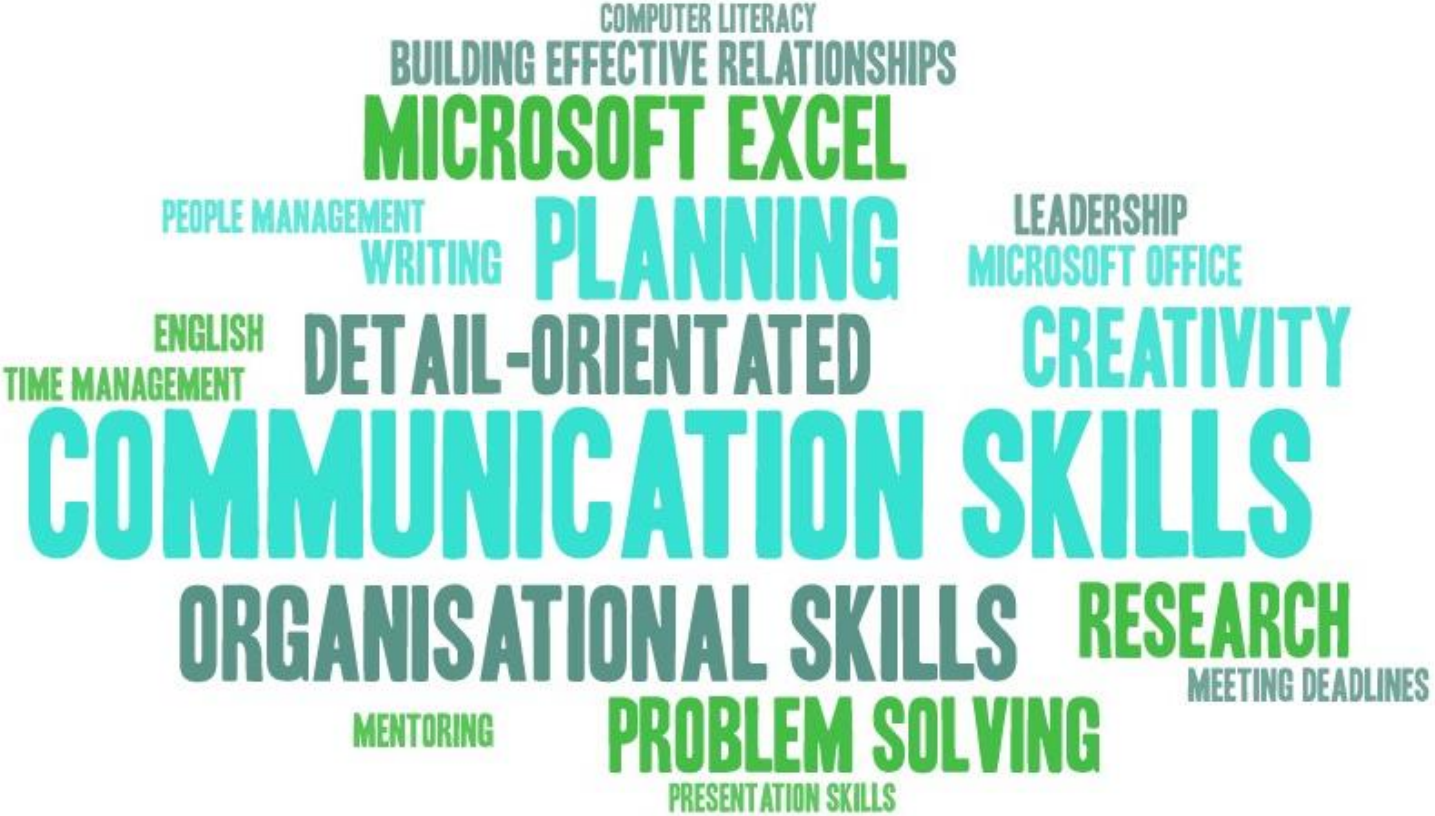 COMPUTER LITERACY
BUILDING EFFECTIVE RELATIONSHIPS
MICROSOFT EXCEL
PEOPLE MANAGEMENT
WRITING
PLANNING
LEADERSHIP
MICROSOFT OFFICE
ENGLISH
TIME MANAGEMENT
DETAIL-ORIENTATED
CREATIVITY
COMMUNICATION SKILLS
ORGANISATIONAL SKILLS
RESEARCH
MEETING DEADLINES
MENTORING
PROBLEM SOLVING
PRESENTATION SKILLS